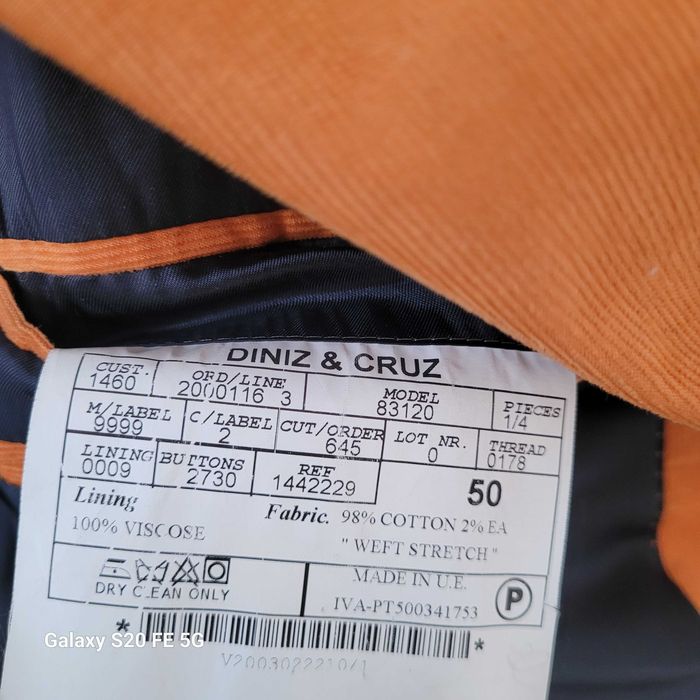 DINIZ & CRUZ
CUST. ORD/LINE MODEL PIECES
1460 2000116 3 83120 1/4
M/LABEL C/LABEL CUT/ORDER LOT NR. THREAD
9999 2 645 0 0178
LINING BUTTONS REF 50
0009 2730 1442229
Lining Fabric. 98% COTTON 2% EA
100% VISCOSE " WEFT STRETCH "
DRY CLEAN ONLY MADE IN U.E.
IVA-PT500341753 P
* *
Galaxy S20 FE 5G